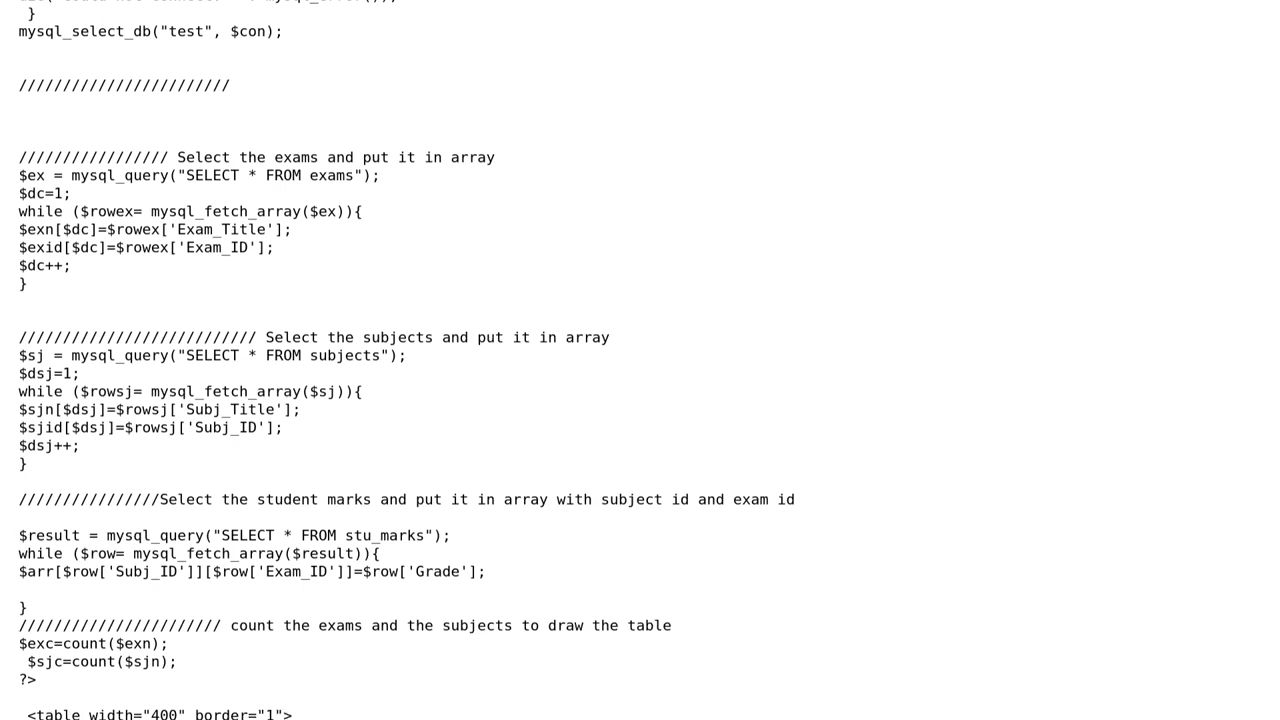 }
mysql_select_db("test", $con);
////////////////////////
///////////////// Select the exams and put it in array
$ex = mysql_query("SELECT * FROM exams");
$dc=1;
while ($rowex= mysql_fetch_array($ex)){
$exn[$dc]=$rowex['Exam_Title'];
$exid[$dc]=$rowex['Exam_ID'];
$dc++;
}
/////////////////////////// Select the subjects and put it in array
$sj = mysql_query("SELECT * FROM subjects");
$dsj=1;
while ($rowsj= mysql_fetch_array($sj)){
$sjn[$dsj]=$rowsj['Subj_Title'];
$sjid[$dsj]=$rowsj['Subj_ID'];
$dsj++;
}
////////////////Select the student marks and put it in array with subject id and exam id
$result = mysql_query("SELECT * FROM stu_marks");
while ($row= mysql_fetch_array($result)){
$arr[$row['Subj_ID']][$row['Exam_ID']]=$row['Grade'];
}
/////////////////////// count the exams and the subjects to draw the table
$exc=count($exn);
$sjc=count($sjn);
?>
<table width="400" border="1">